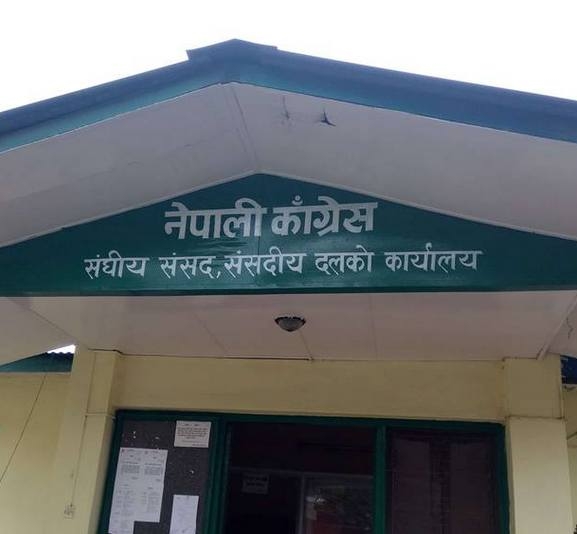 नेपाली काँग्रेस
संघीय संसद, संसदीय दलको कार्यालय